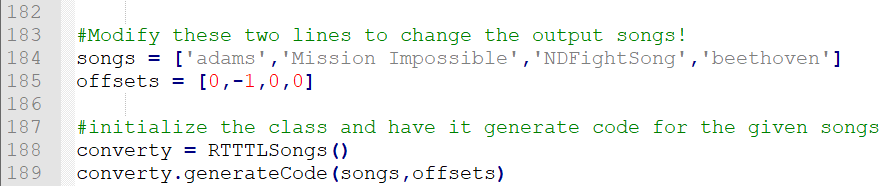 182
183 #Modify these two lines to change the output songs!
184 songs = ['adams','Mission Impossible','NDFightSong','beethoven']
185 offsets = [0,-1,0,0]
186
187 #initialize the class and have it generate code for the given songs
188 converty = RTTTLSongs()
189 converty.generateCode(songs,offsets)